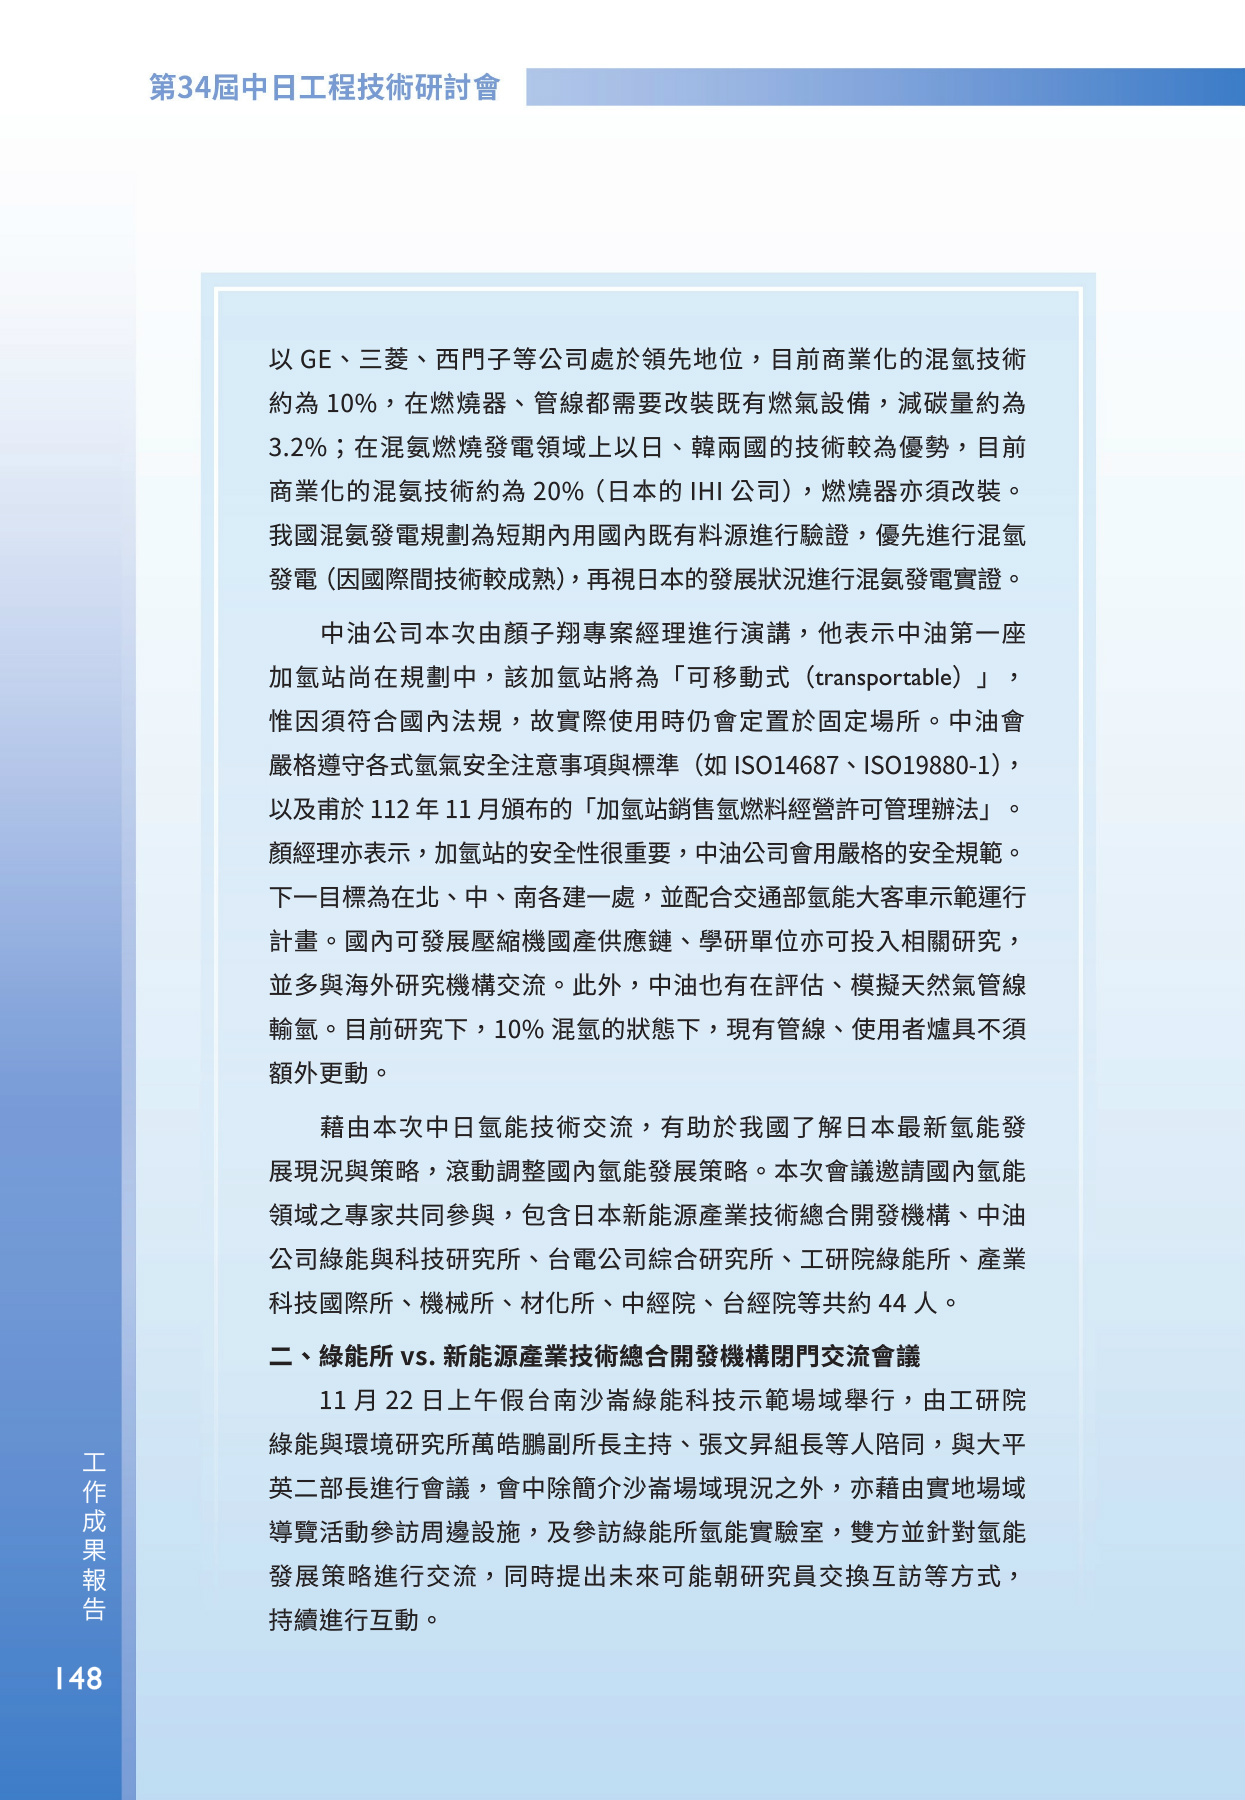 第34屆中日工程技術研討會
以 GE、三菱、西門子等公司處於領先地位，目前商業化的混氫技術
約為 10%，在燃燒器、管線都需要改裝既有燃氣設備，減碳量約為
3.2%；在混氨燃燒發電領域上以日、韓兩國的技術較為優勢，目前
商業化的混氨技術約為 20%（日本的 IHI 公司），燃燒器亦須改裝。
我國混氨發電規劃為短期內用國內既有料源進行驗證，優先進行混氫
發電（因國際間技術較成熟），再視日本的發展狀況進行混氨發電實證。
中油公司本次由顏子翔專案經理進行演講，他表示中油第一座
加氫站尚在規劃中，該加氫站將為「可移動式（transportable）」，
惟因須符合國內法規，故實際使用時仍會定置於固定場所。中油會
嚴格遵守各式氫氣安全注意事項與標準（如 ISO14687、ISO19880-1），
以及甫於 112 年 11 月頒布的「加氫站銷售氫燃料經營許可管理辦法」。
顏經理亦表示，加氫站的安全性很重要，中油公司會用嚴格的安全規範。
下一目標為在北、中、南各建一處，並配合交通部氫能大客車示範運行
計畫。國內可發展壓縮機國產供應鏈、學研單位亦可投入相關研究，
並多與海外研究機構交流。此外，中油也有在評估、模擬天然氣管線
輸氫。目前研究下，10% 混氫的狀態下，現有管線、使用者爐具不須
額外更動。
藉由本次中日氫能技術交流，有助於我國了解日本最新氫能發
展現況與策略，滾動調整國內氫能發展策略。本次會議邀請國內氫能
領域之專家共同參與，包含日本新能源產業技術總合開發機構、中油
公司綠能與科技研究所、台電公司綜合研究所、工研院綠能所、產業
科技國際所、機械所、材化所、中經院、台經院等共約 44 人。
二、綠能所 vs. 新能源產業技術總合開發機構閉門交流會議
11 月 22 日上午假台南沙崙綠能科技示範場域舉行，由工研院
綠能與環境研究所萬皓鵬副所長主持、張文昇組長等人陪同，與大平
英二部長進行會議，會中除簡介沙崙場域現況之外，亦藉由實地場域
導覽活動參訪周邊設施，及參訪綠能所氫能實驗室，雙方並針對氫能
發展策略進行交流，同時提出未來可能朝研究員交換互訪等方式，
持續進行互動。
工作成果報告
148